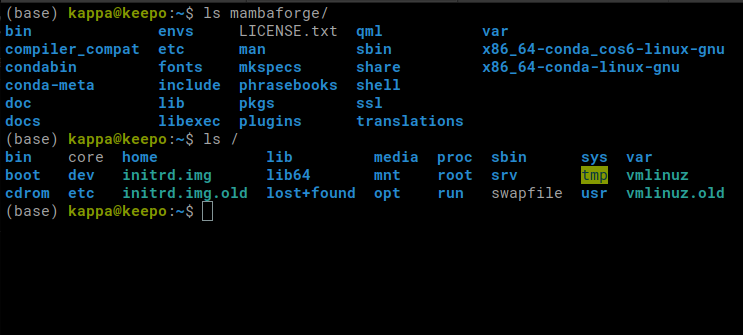 (base) kappa@keepo:~$ ls mambaforge/
bin envs LICENSE.txt qml var
compiler_compat etc man sbin x86_64-conda_cos6-linux-gnu
condabin fonts mkspecs share x86_64-conda-linux-gnu
conda-meta include phrasebooks shell
doc lib pkgs ssl
docs libexec plugins translations
(base) kappa@keepo:~$ ls /
bin core home lib media proc sbin sys var
boot dev initrd.img lib64 mnt root srv tmp vmlinuz
cdrom etc initrd.img.old lost+found opt run swapfile usr vmlinuz.old
(base) kappa@keepo:~$